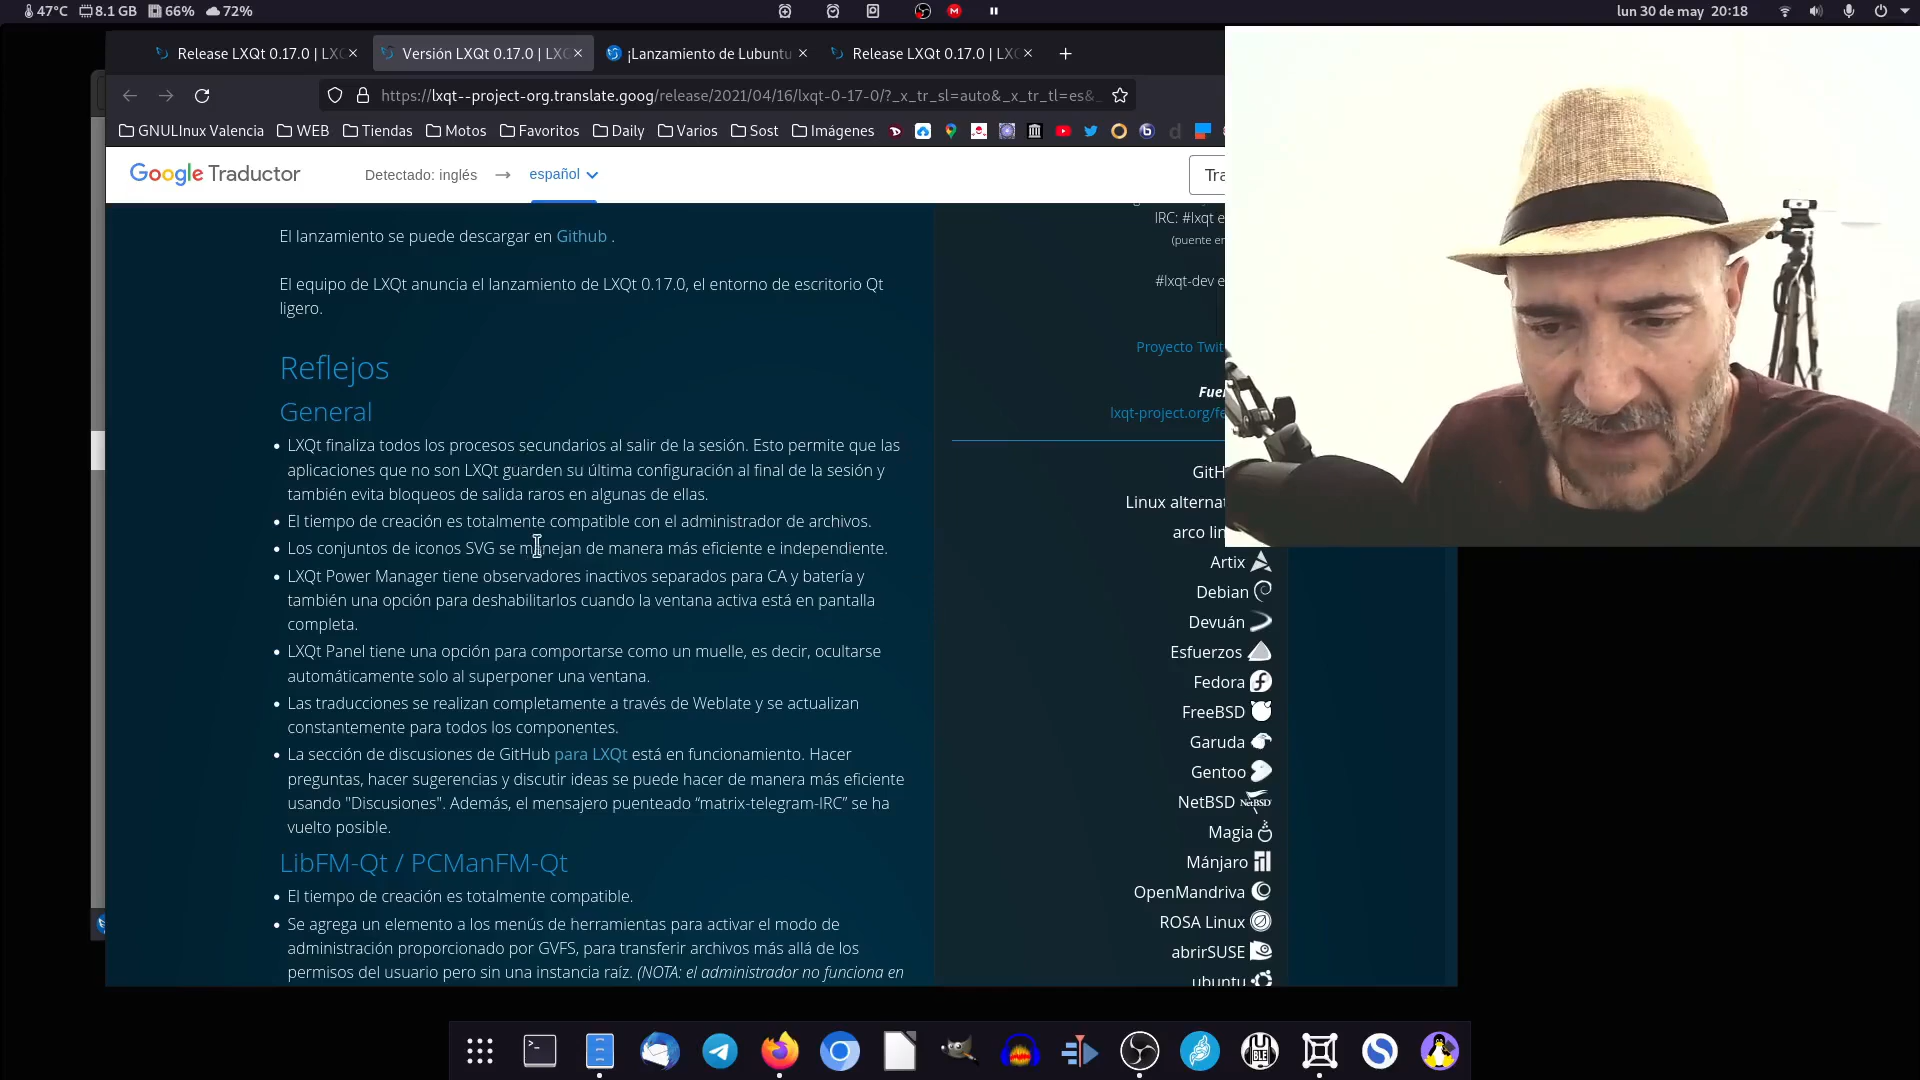 47°C 8.1 GB 66% 72%
lun 30 de may 20:18
Release LXQt 0.17.0 | LXQ
Versión LXQt 0.17.0 | LXQ
¡Lanzamiento de Lubuntu
Release LXQt 0.17.0 | LXQ
https://lxqt--project-org.translate.goog/release/2021/04/16/lxqt-0-17-0/?_x_tr_sl=auto&_x_tr_tl=es&_
GNULInux Valencia WEB Tiendas Motos Favoritos Daily Varios Sost Imágenes
Google Traductor
Detectado: inglés → español
Tra
El lanzamiento se puede descargar en Github .
El equipo de LXQt anuncia el lanzamiento de LXQt 0.17.0, el entorno de escritorio Qt
ligero.
Reflejos
General
• LXQt finaliza todos los procesos secundarios al salir de la sesión. Esto permite que las
aplicaciones que no son LXQt guarden su última configuración al final de la sesión y
también evita bloqueos de salida raros en algunas de ellas.
• El tiempo de creación es totalmente compatible con el administrador de archivos.
• Los conjuntos de iconos SVG se manejan de manera más eficiente e independiente.
• LXQt Power Manager tiene observadores inactivos separados para CA y batería y
también una opción para deshabilitarlos cuando la ventana activa está en pantalla
completa.
• LXQt Panel tiene una opción para comportarse como un muelle, es decir, ocultarse
automáticamente solo al superponer una ventana.
• Las traducciones se realizan completamente a través de Weblate y se actualizan
constantemente para todos los componentes.
• La sección de discusiones de GitHub para LXQt está en funcionamiento. Hacer
preguntas, hacer sugerencias y discutir ideas se puede hacer de manera más eficiente
usando "Discusiones". Además, el mensajero puenteado “matrix-telegram-IRC” se ha
vuelto posible.
LibFM-Qt / PCManFM-Qt
• El tiempo de creación es totalmente compatible.
• Se agrega un elemento a los menús de herramientas para activar el modo de
administración proporcionado por GVFS, para transferir archivos más allá de los
permisos del usuario pero sin una instancia raíz. (NOTA: el administrador no funciona en
IRC: #lxqt e
(puente en
#lxqt-dev e
Proyecto Twit
Fuen
lxqt-project.org/fe
GitH
Linux alternat
arco lin
Artix
Debian
Devuán
Esfuerzos
Fedora
FreeBSD
Garuda
Gentoo
NetBSD
Magia
Mánjaro
OpenMandriva
ROSA Linux
abrirSUSE
ubuntu
BLE